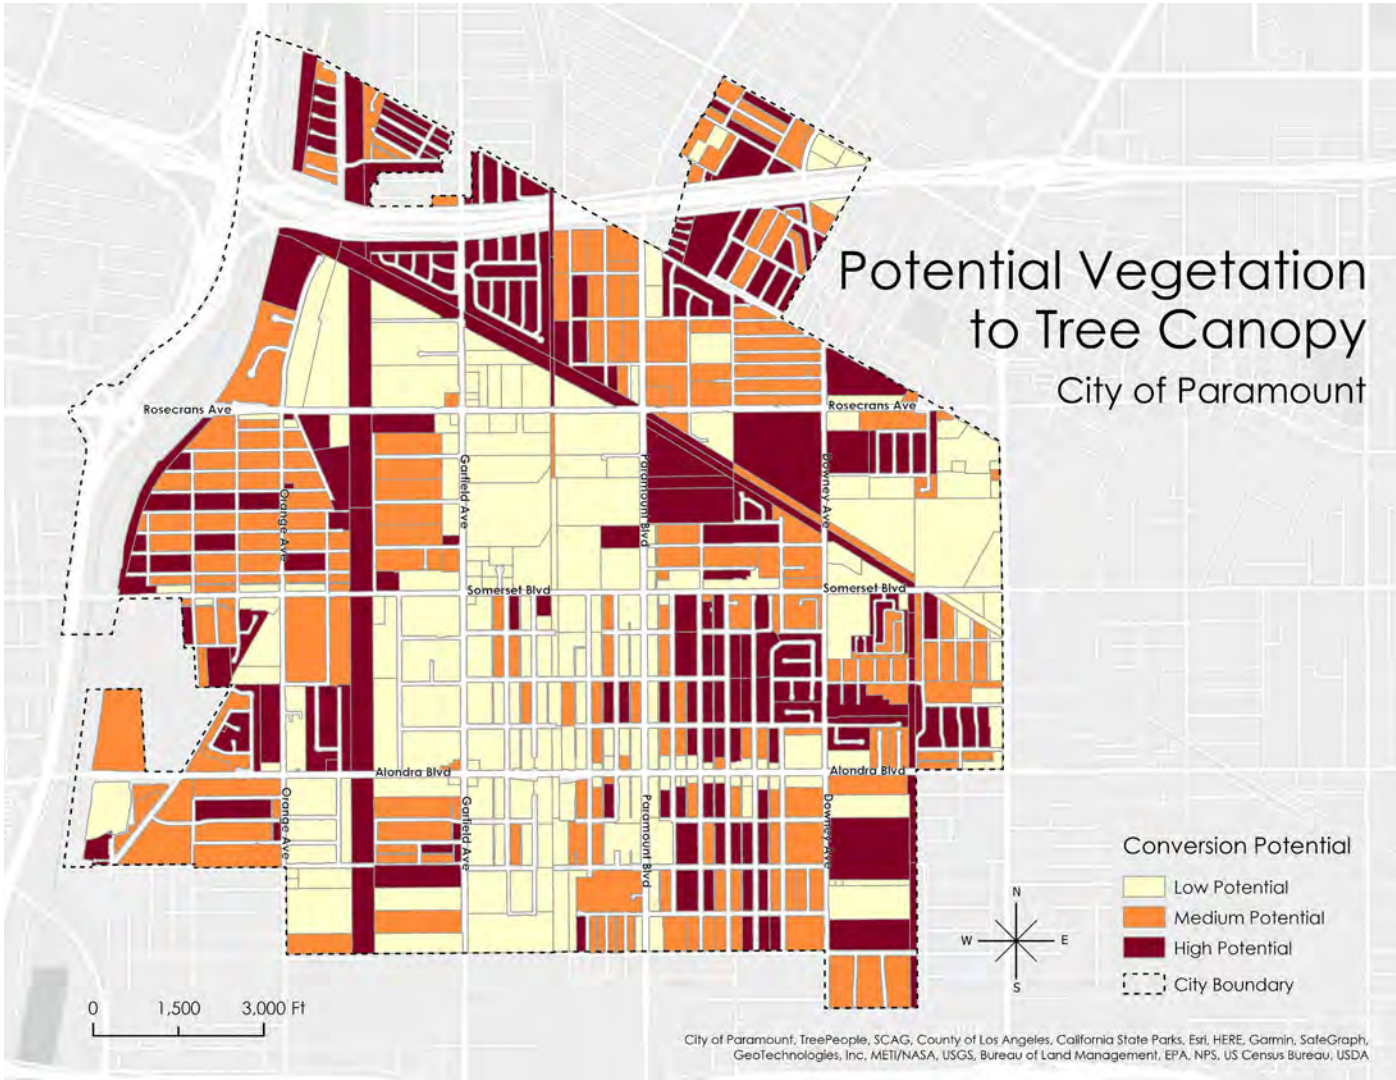 Potential Vegetation
to Tree Canopy
City of Paramount
Rosecrans Ave
Rosecrans Ave
Garfield Ave
Paramount Blvd
Downey Ave
Orange Ave
Somerset Blvd
Somerset Blvd
Alondra Blvd
Alondra Blvd
Orange Ave
Garfield Ave
Paramount Blvd
Downey Ave
Conversion Potential
Low Potential
Medium Potential
High Potential
City Boundary
N
W E
S
0 1,500 3,000 Ft
City of Paramount, TreePeople, SCAG, County of Los Angeles, California State Parks, Esri, HERE, Garmin, SafeGraph,
GeoTechnologies, Inc, METI/NASA, USGS, Bureau of Land Management, EPA, NPS, US Census Bureau, USDA